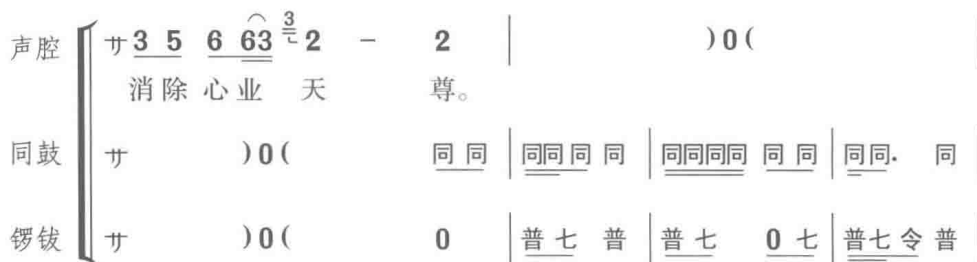 声腔 サ 3 5 6 63 3 2 - 2 | )0(
消除心业 天 尊。
同鼓 サ )0( 同 同 | 同同同 同 | 同同同同 同 同 | 同同. 同
锣钹 サ )0( 0 | 普七 普 | 普七 0 七 | 普七令普